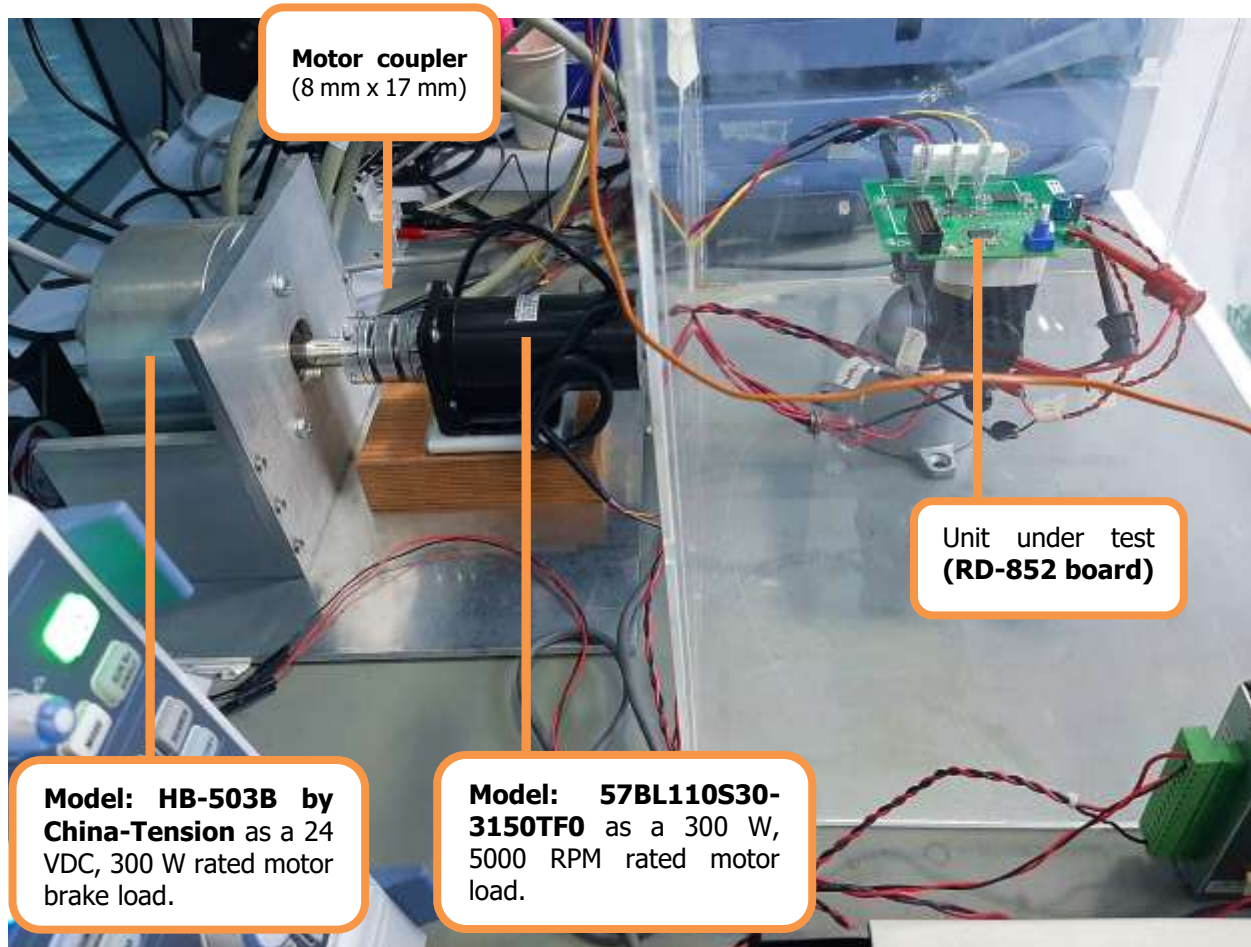 Motor coupler
(8 mm x 17 mm)
Unit under test
(RD-852 board)
Model: HB-503B by
China-Tension as a 24
VDC, 300 W rated motor
brake load.
Model: 57BL110S30-
3150TF0 as a 300 W,
5000 RPM rated motor
load.